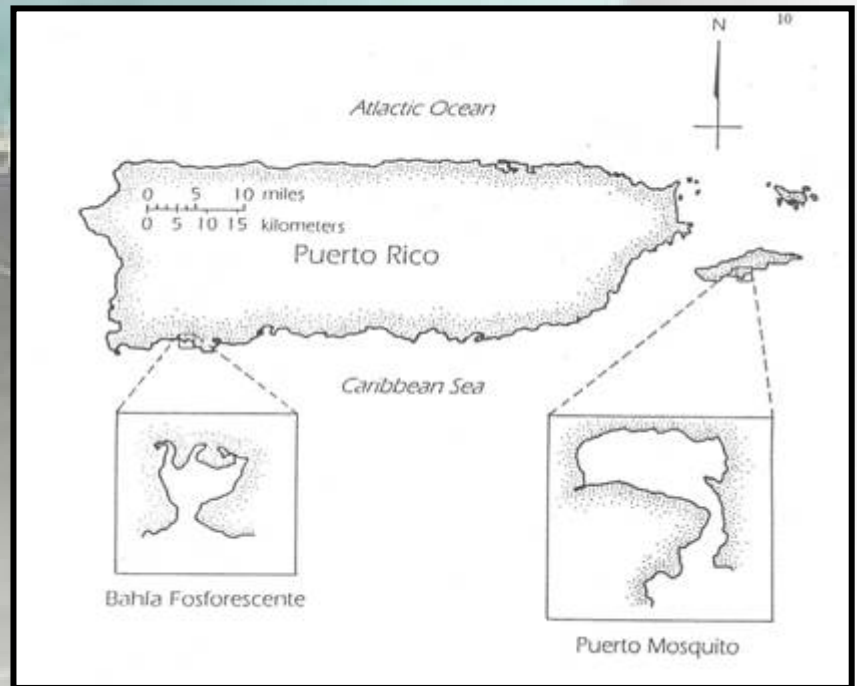 N
10
Atlactic Ocean
0 5 10 miles
0 5 10 15 kilometers
Puerto Rico
Caribbean Sea
Bahía Fosforescente
Puerto Mosquito